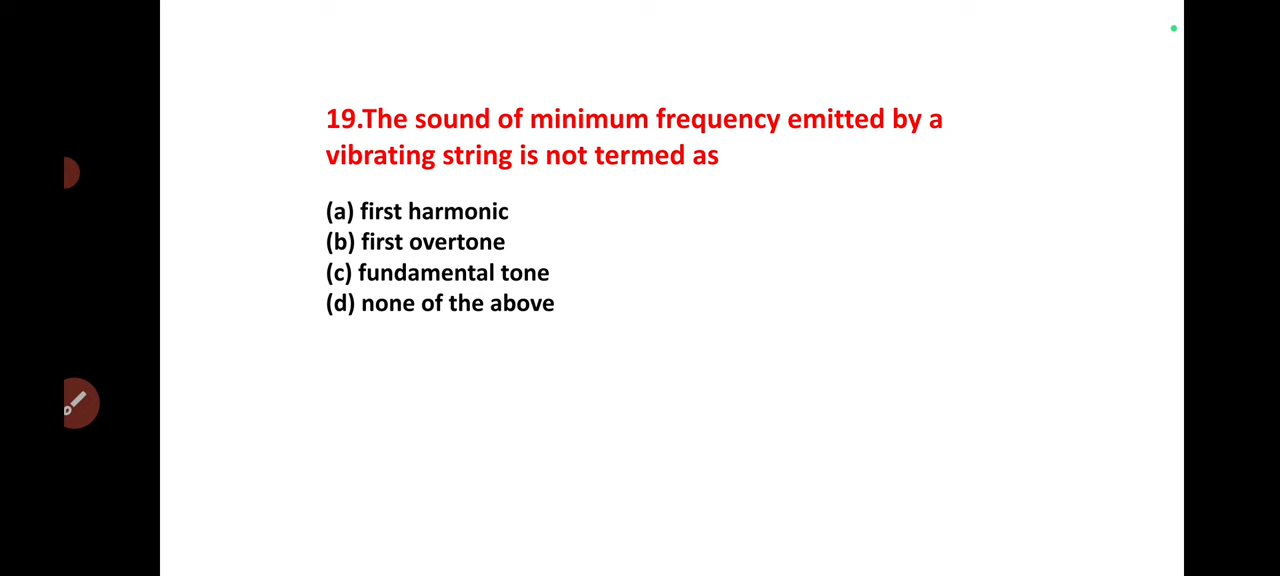 19.The sound of minimum frequency emitted by a
vibrating string is not termed as
(a) first harmonic
(b) first overtone
(c) fundamental tone
(d) none of the above